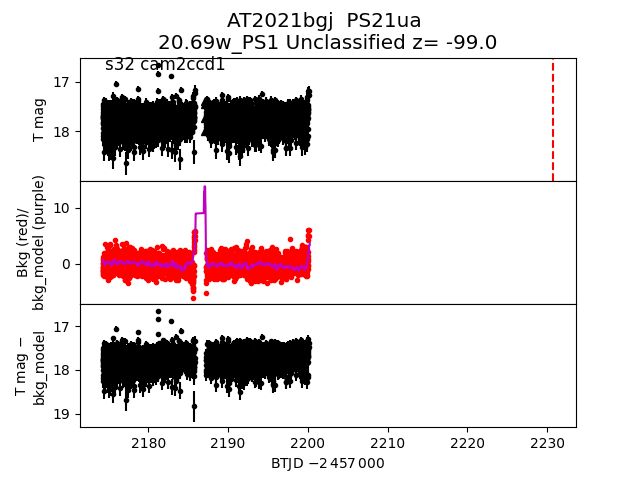 AT2021bgj  PS21ua
20.69w_PS1 Unclassified z= -99.0
s32 cam2ccd1
T mag
17
18
Bkg (red)/
bkg_model (purple)
10
0
T mag −
bkg_model
17
18
19
2180 2190 2200 2210 2220 2230
BTJD −2 457 000